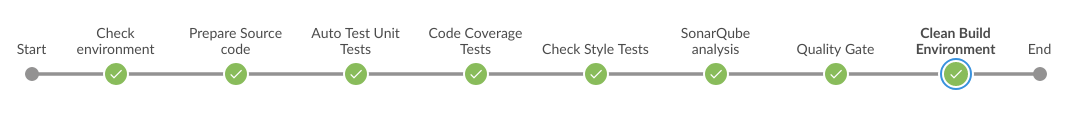 Start
Check
environment
Prepare Source
code
Auto Test Unit
Tests
Code Coverage
Tests
Check Style Tests
SonarQube
analysis
Quality Gate
Clean Build
Environment
End